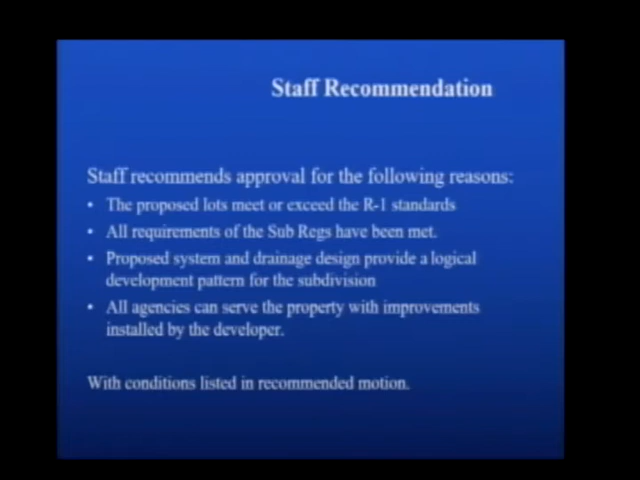 Staff Recommendation
Staff recommends approval for the following reasons:
• The proposed lots meet or exceed the R-1 standards
• All requirements of the Sub Regs have been met.
• Proposed system and drainage design provide a logical
development pattern for the subdivision
• All agencies can serve the property with improvements
installed by the developer.
With conditions listed in recommended motion.